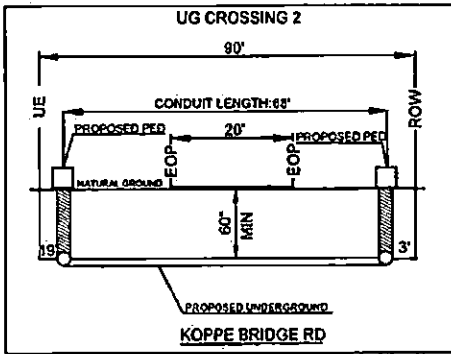 UG CROSSING 2
90'
UE
ROW
CONDUIT LENGTH:68'
PROPOSED PED
20'
PROPOSED PED
EOP
EOP
NATURAL GROUND
60"
MIN
19'
3'
PROPOSED UNDERGROUND
KOPPE BRIDGE RD